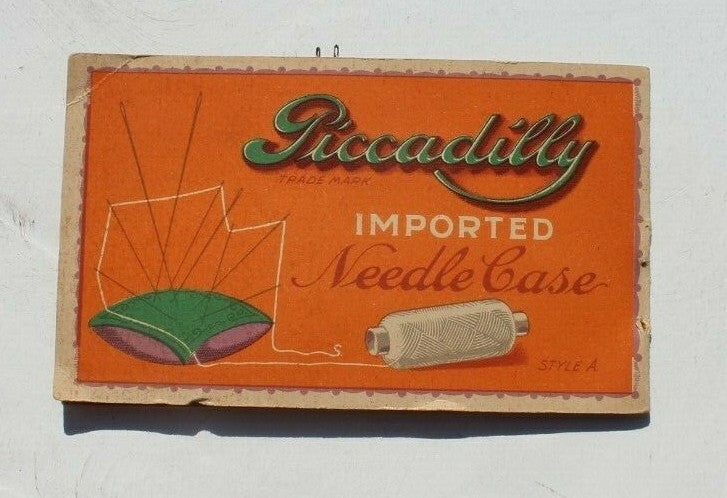 Piccadilly
TRADE MARK
IMPORTED
Needle Case
STYLE A